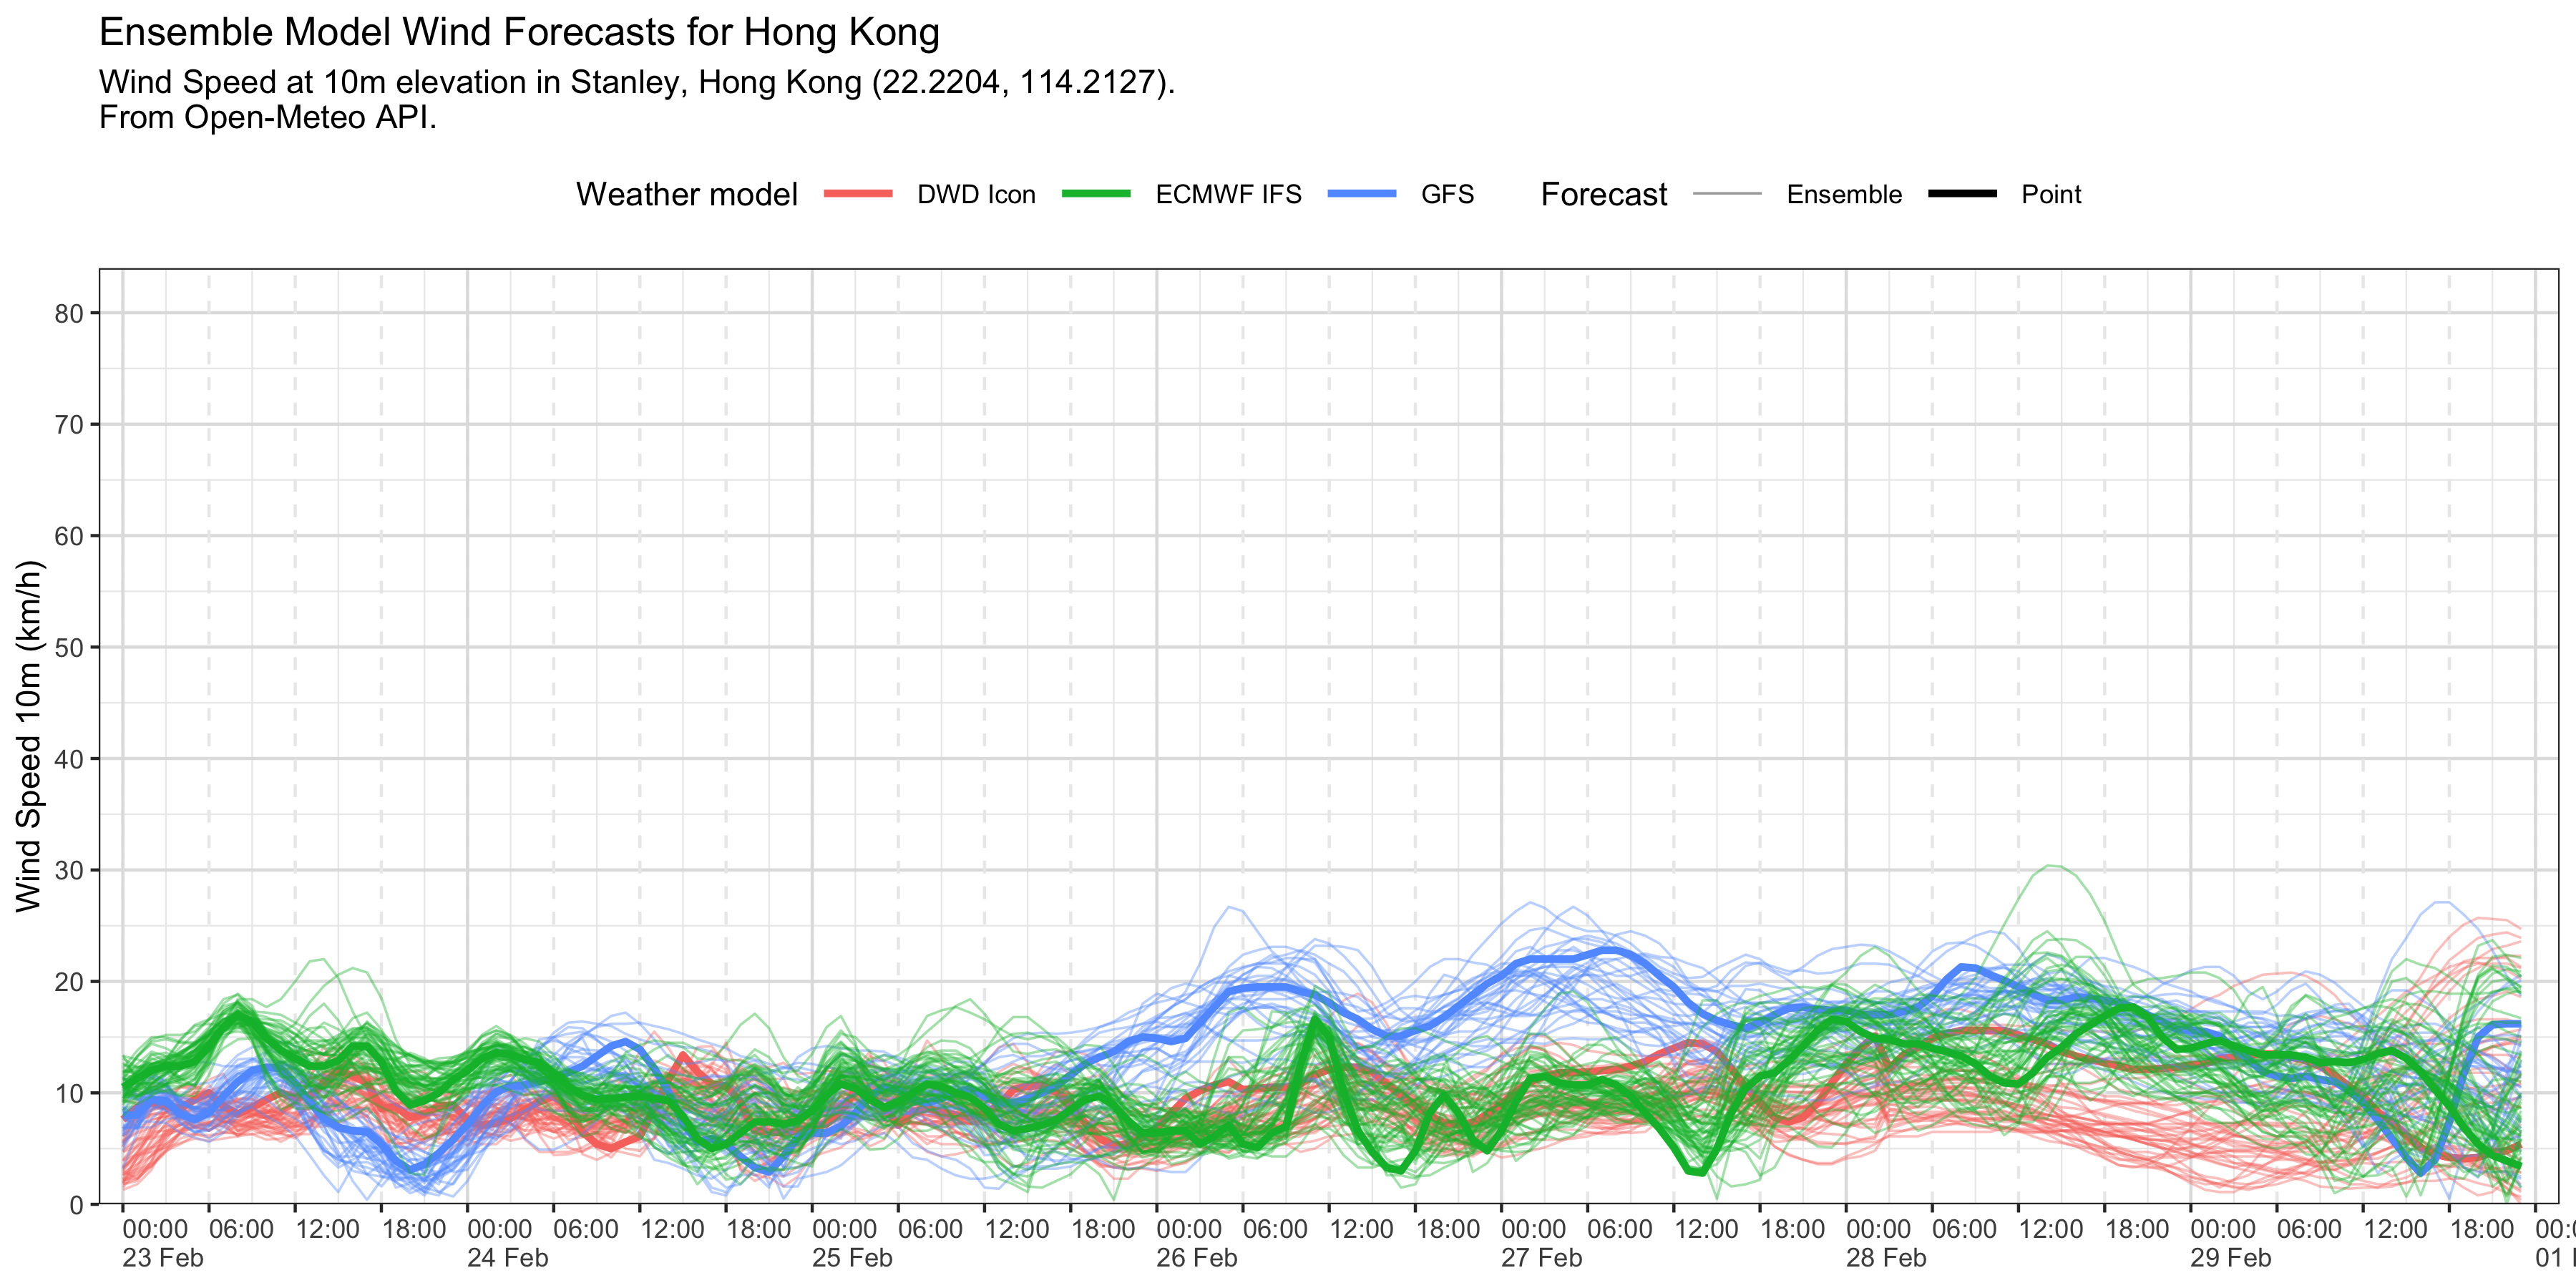 Ensemble Model Wind Forecasts for Hong Kong
Wind Speed at 10m elevation in Stanley, Hong Kong (22.2204, 114.2127).
From Open-Meteo API.
Weather model DWD Icon ECMWF IFS GFS Forecast Ensemble Point
Wind Speed 10m (km/h)
80
70
60
50
40
30
20
10
0
00:00 06:00 12:00 18:00 00:00 06:00 12:00 18:00 00:00 06:00 12:00 18:00 00:00 06:00 12:00 18:00 00:00 06:00 12:00 18:00 00:00 06:00 12:00 18:00 00:00 06:00 12:00 18:00
23 Feb 24 Feb 25 Feb 26 Feb 27 Feb 28 Feb 29 Feb 01